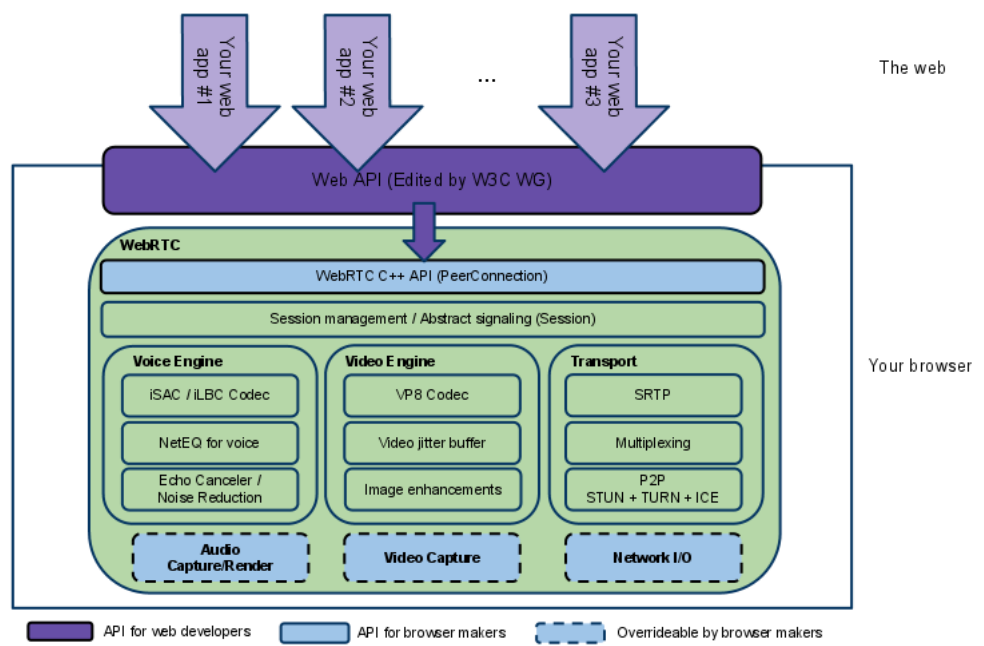 Your web
app #1
Your web
app #2
...
Your web
app #3
The web
Web API (Edited by W3C WG)
WebRTC
WebRTC C++ API (PeerConnection)
Session management / Abstract signaling (Session)
Your browser
Voice Engine
iSAC / iLBC Codec
NetEQ for voice
Echo Canceler /
Noise Reduction
Video Engine
VP8 Codec
Video jitter buffer
Image enhancements
Transport
SRTP
Multiplexing
P2P
STUN + TURN + ICE
Audio
Capture/Render
Video Capture
Network I/O
API for web developers
API for browser makers
Overrideable by browser makers